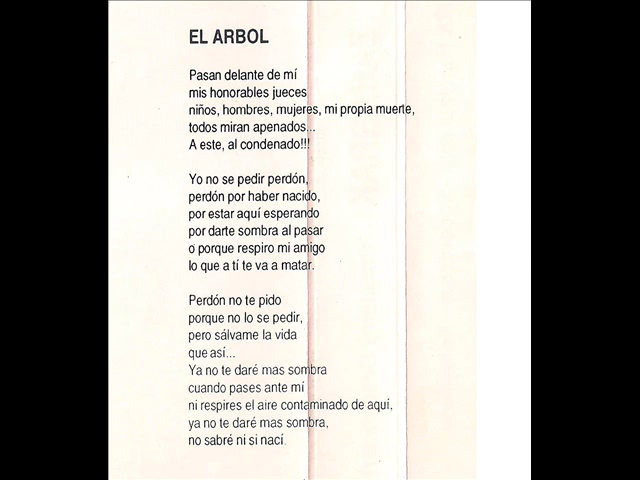 EL ARBOL
Pasan delante de mí
mis honorables jueces
niños, hombres, mujeres, mi propia muerte,
todos miran apenados...
A este, al condenado!!!
Yo no se pedir perdón,
perdón por haber nacido,
por estar aquí esperando
por darte sombra al pasar
o porque respiro mi amigo
lo que a tí te va a matar.
Perdón no te pido
porque no lo se pedir,
pero sálvame la vida
que así...
Ya no te daré mas sombra
cuando pases ante mí
ni respires el aire contaminado de aquí,
ya no te daré mas sombra,
no sabré ni si nací.